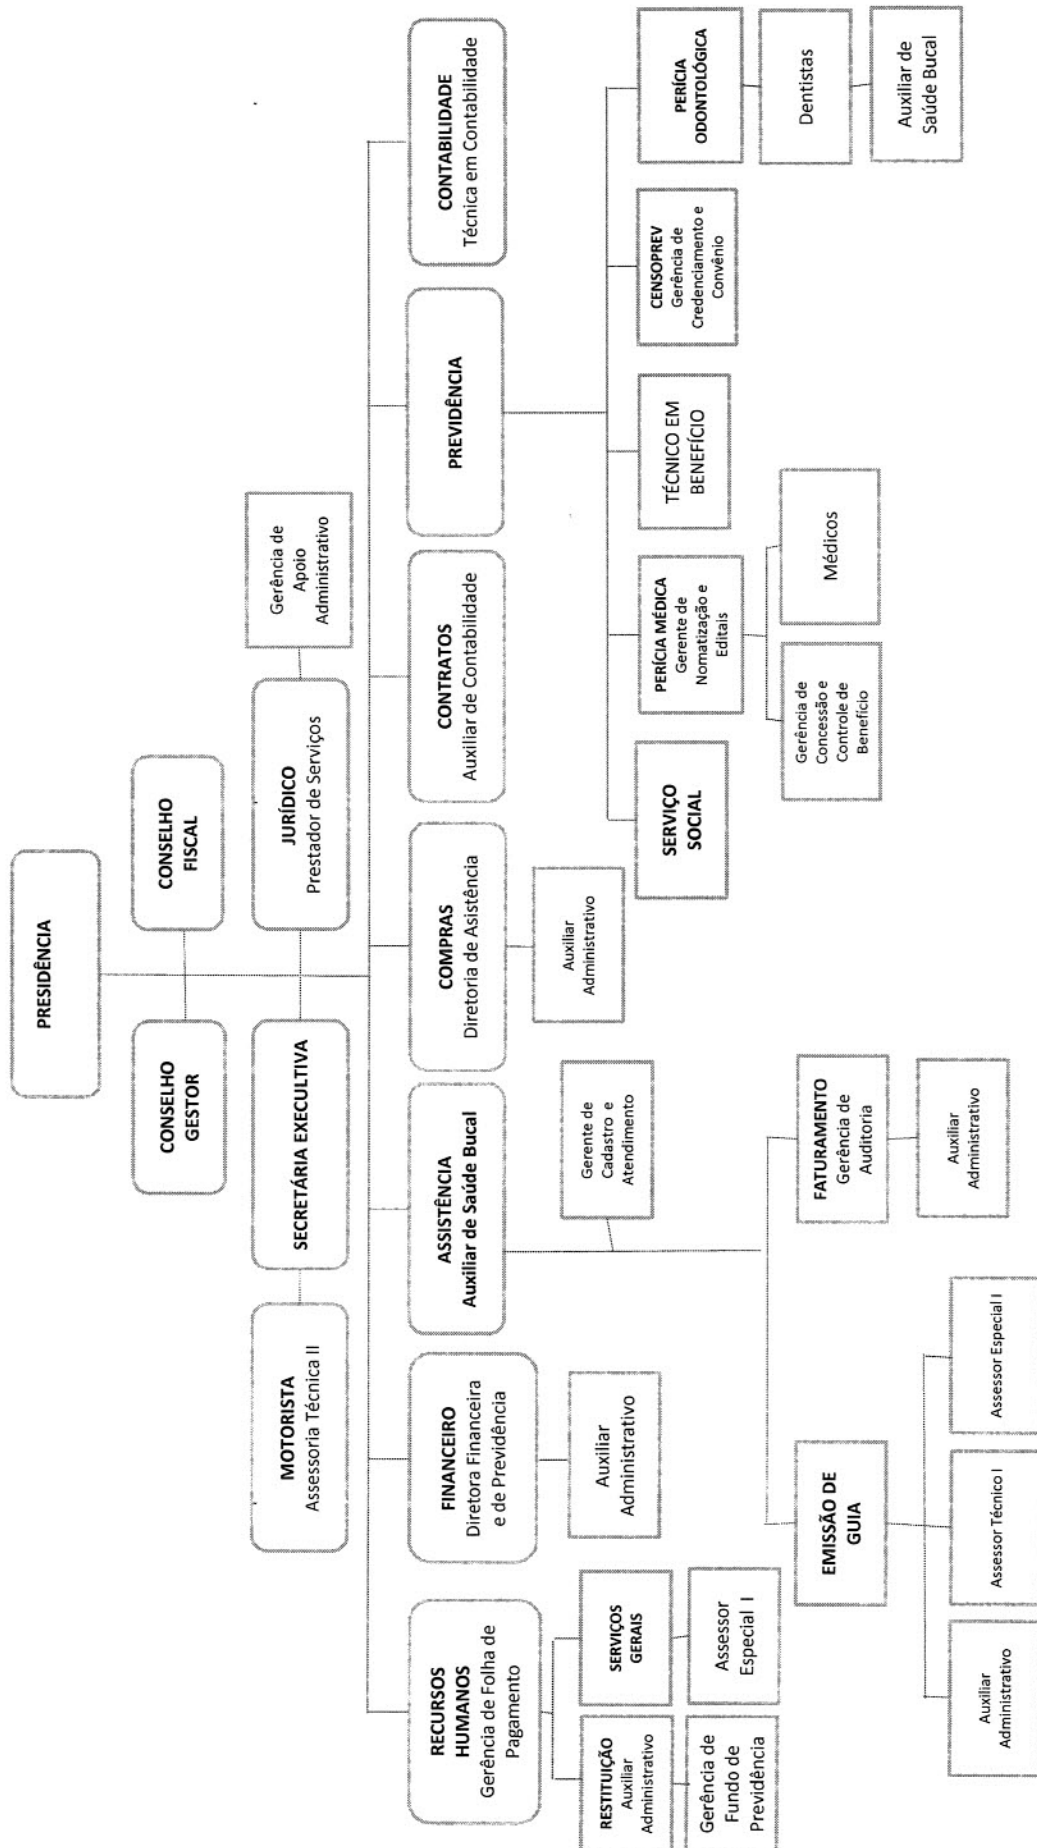 PRESIDÊNCIA
CONSELHO
GESTOR
CONSELHO
FISCAL
MOTORISTA
Assessoria Técnica II
SECRETÁRIA EXECUTIVA
JURÍDICO
Prestador de Serviços
Gerência de
Apoio
Administrativo
RECURSOS
HUMANOS
Gerência de Folha de
Pagamento
FINANCEIRO
Diretora Financeira
e de Previdência
ASSISTÊNCIA
Auxiliar de Saúde Bucal
COMPRAS
Diretoria de Asistência
CONTRATOS
Auxiliar de Contabilidade
PREVIDÊNCIA
CONTABILIDADE
Técnica em Contabilidade
RESTITUIÇÃO
Auxiliar
Administrativo
SERVIÇOS
GERAIS
Auxiliar
Administrativo
Gerente de
Cadastro e
Atendimento
Auxiliar
Administrativo
SERVIÇO
SOCIAL
PERÍCIA MÉDICA
Gerente de
Nomatização e
Editais
TÉCNICO EM
BENEFÍCIO
CENSOPREV
Gerência de
Credenciamento e
Convênio
PERÍCIA
ODONTOLÓGICA
Gerência de
Fundo de
Previdência
Assessor
Especial I
Gerência de
Concessão e
Controle de
Benefício
Médicos
Dentistas
Auxiliar de
Saúde Bucal
EMISSÃO DE
GUIA
FATURAMENTO
Gerência de
Auditoria
Auxiliar
Administrativo
Assessor Técnico I
Assessor Especial I
Auxiliar
Administrativo